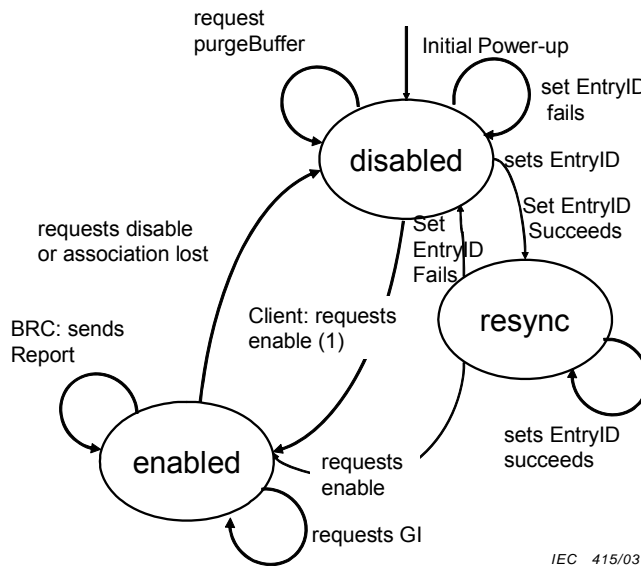 request
purgeBuffer
Initial Power-up
set EntryID
fails
disabled
sets EntryID
Set EntryID
Succeeds
Set
EntryID
Fails
requests disable
or association lost
Client: requests
enable (1)
resync
BRC: sends
Report
enabled
requests
enable
sets EntryID
succeeds
requests GI
IEC 415/03